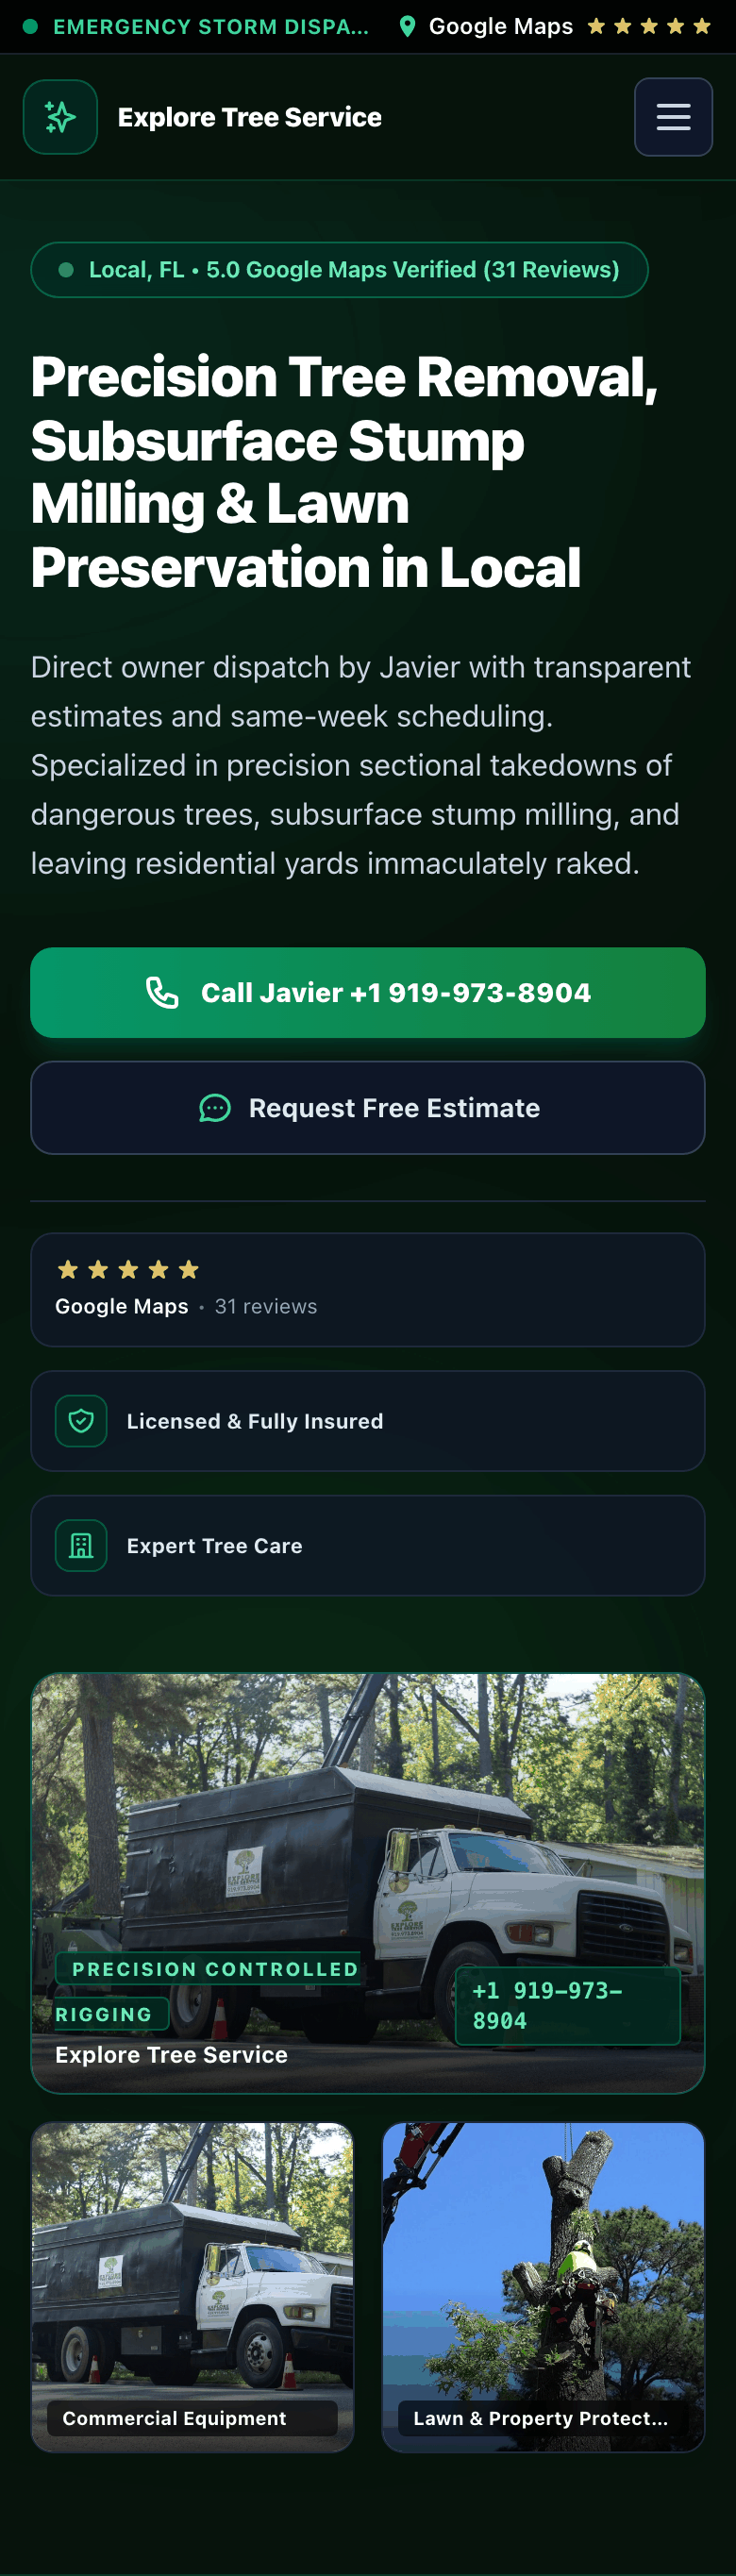 EMERGENCY STORM DISPA... Google Maps
Explore Tree Service
Local, FL • 5.0 Google Maps Verified (31 Reviews)
Precision Tree Removal,
Subsurface Stump
Milling & Lawn
Preservation in Local
Direct owner dispatch by Javier with transparent
estimates and same-week scheduling.
Specialized in precision sectional takedowns of
dangerous trees, subsurface stump milling, and
leaving residential yards immaculately raked.
Call Javier +1 919-973-8904
Request Free Estimate
Google Maps • 31 reviews
Licensed & Fully Insured
Expert Tree Care
EXPLORE
TREE SERVICE
PRECISION CONTROLLED
RIGGING
Explore Tree Service
+1 919-973-
8904
Commercial Equipment
Lawn & Property Protect...